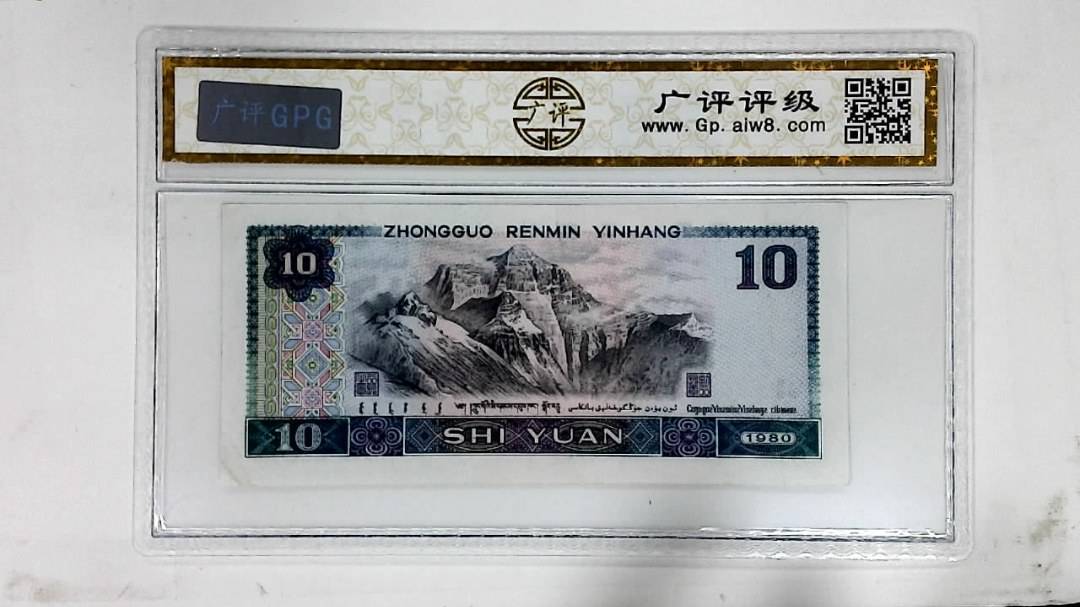 广评GPG
广评
广评评级
www.Gp.aiw8.com
ZHONGGUO RENMIN YINHANG
10
10
10
SHI YUAN
1980